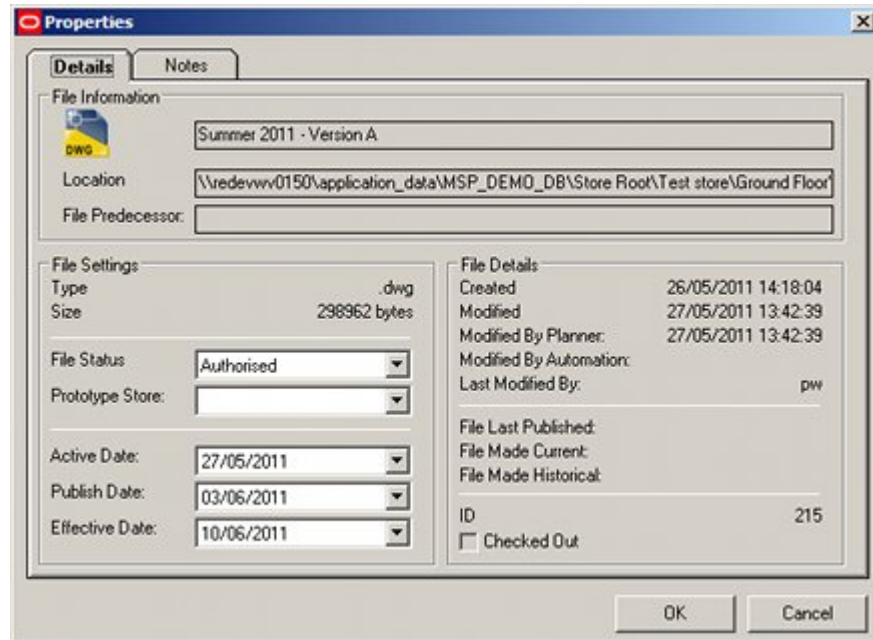 Properties
Details Notes
File Information
DWG
Summer 2011 - Version A
Location \\redevwv0150\application_data\MSP_DEMO_DB\Store Root\Test store\Ground Floor\
File Predecessor:
File Settings
Type .dwg
Size 298962 bytes
File Status Authorised
Prototype Store:
Active Date: 27/05/2011
Publish Date: 03/06/2011
Effective Date: 10/06/2011
File Details
Created 26/05/2011 14:18:04
Modified 27/05/2011 13:42:39
Modified By Planner: 27/05/2011 13:42:39
Modified By Automation:
Last Modified By: pw
File Last Published:
File Made Current:
File Made Historical:
ID 215
Checked Out
OK Cancel